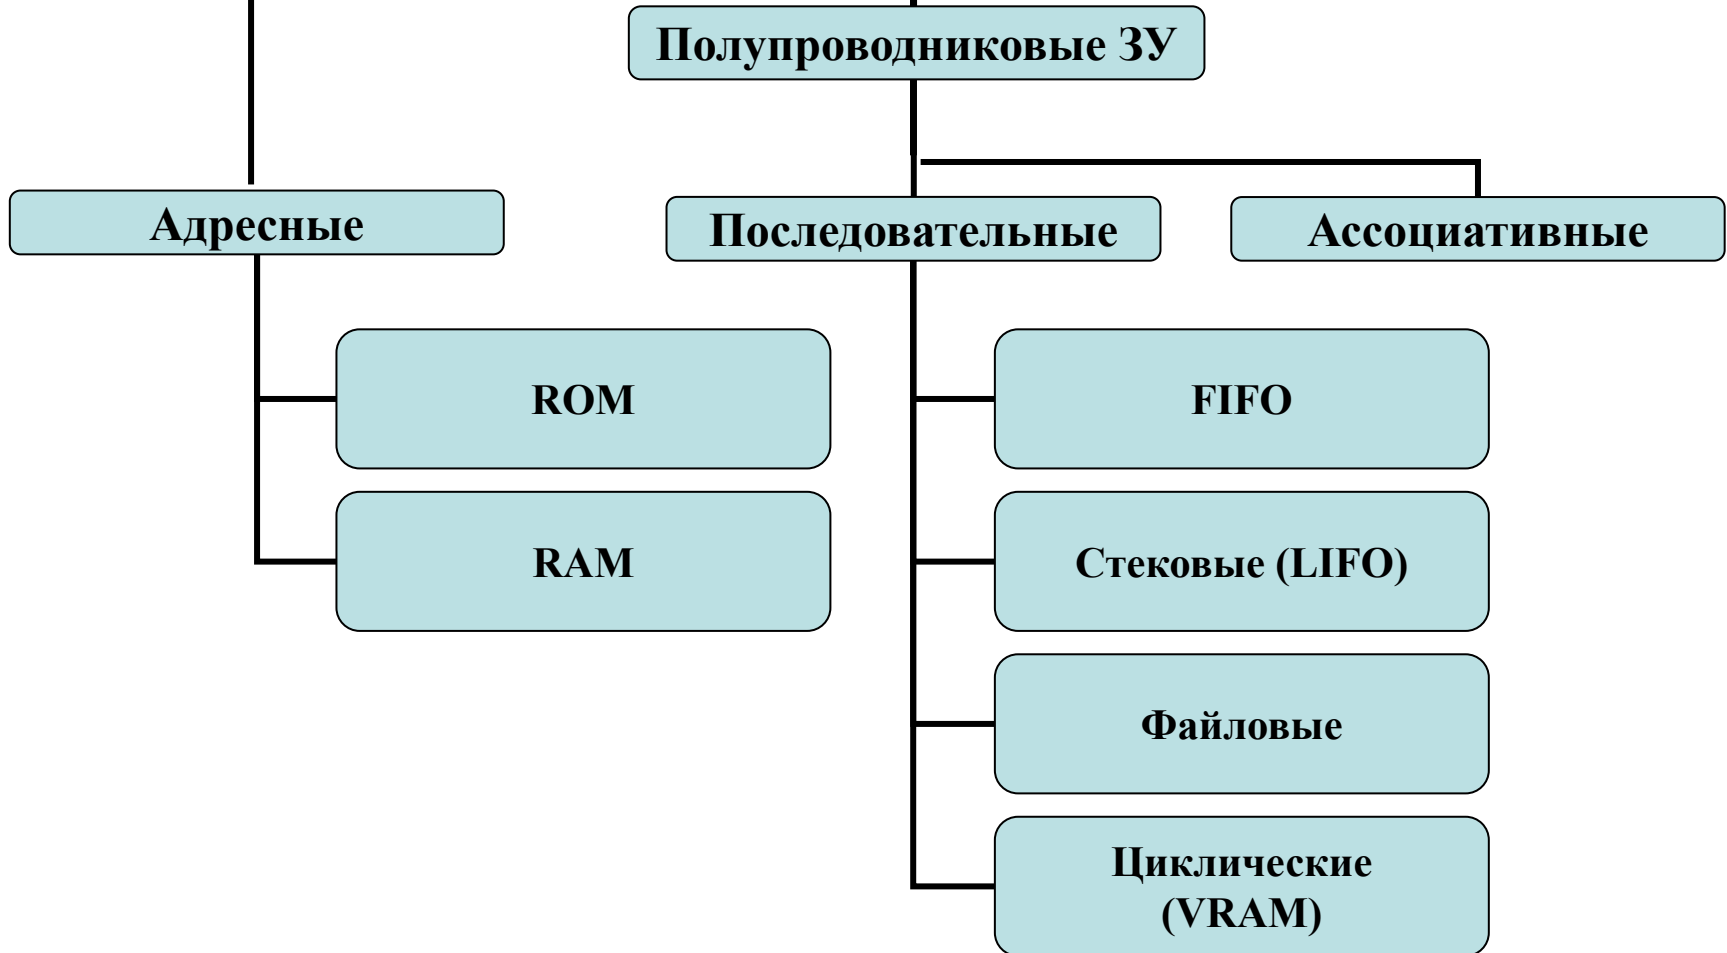 Полупроводниковые ЗУ
Адресные
Последовательные
Ассоциативные
ROM
FIFO
RAM
Стековые (LIFO)
Файловые
Циклические
(VRAM)